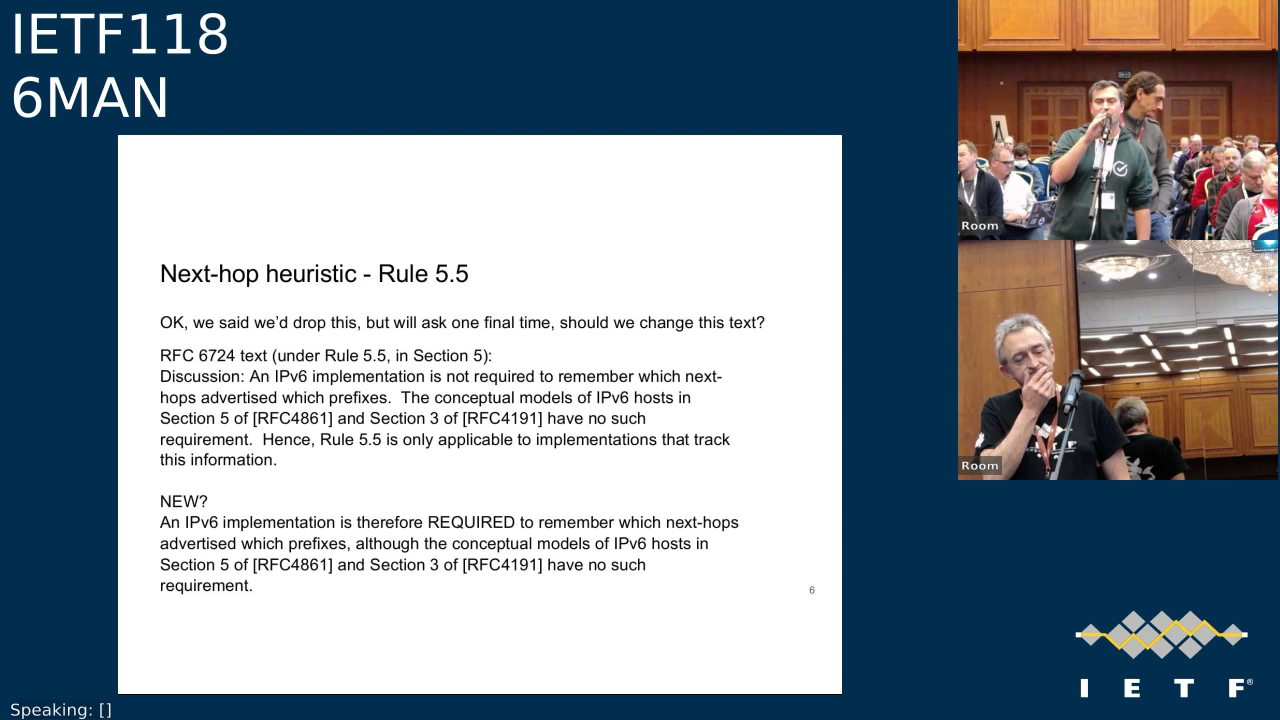 IETF118
6MAN
Next-hop heuristic - Rule 5.5
OK, we said we’d drop this, but will ask one final time, should we change this text?
RFC 6724 text (under Rule 5.5, in Section 5):
Discussion: An IPv6 implementation is not required to remember which next-
hops advertised which prefixes.  The conceptual models of IPv6 hosts in
Section 5 of [RFC4861] and Section 3 of [RFC4191] have no such
requirement.  Hence, Rule 5.5 is only applicable to implementations that track
this information.
NEW?
An IPv6 implementation is therefore REQUIRED to remember which next-hops
advertised which prefixes, although the conceptual models of IPv6 hosts in
Section 5 of [RFC4861] and Section 3 of [RFC4191] have no such
requirement.
6
Room
Room
I E T F®
Speaking: []